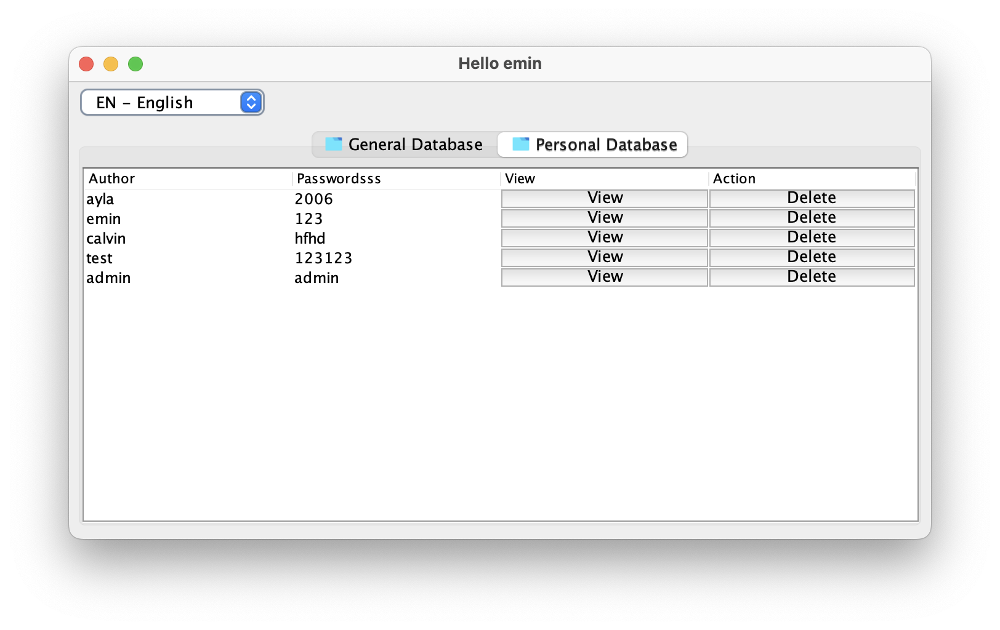 Hello emin
EN – English
General Database Personal Database
Author Passwordsss View Action
ayla 2006 View Delete
emin 123 View Delete
calvin hfhd View Delete
test 123123 View Delete
admin admin View Delete